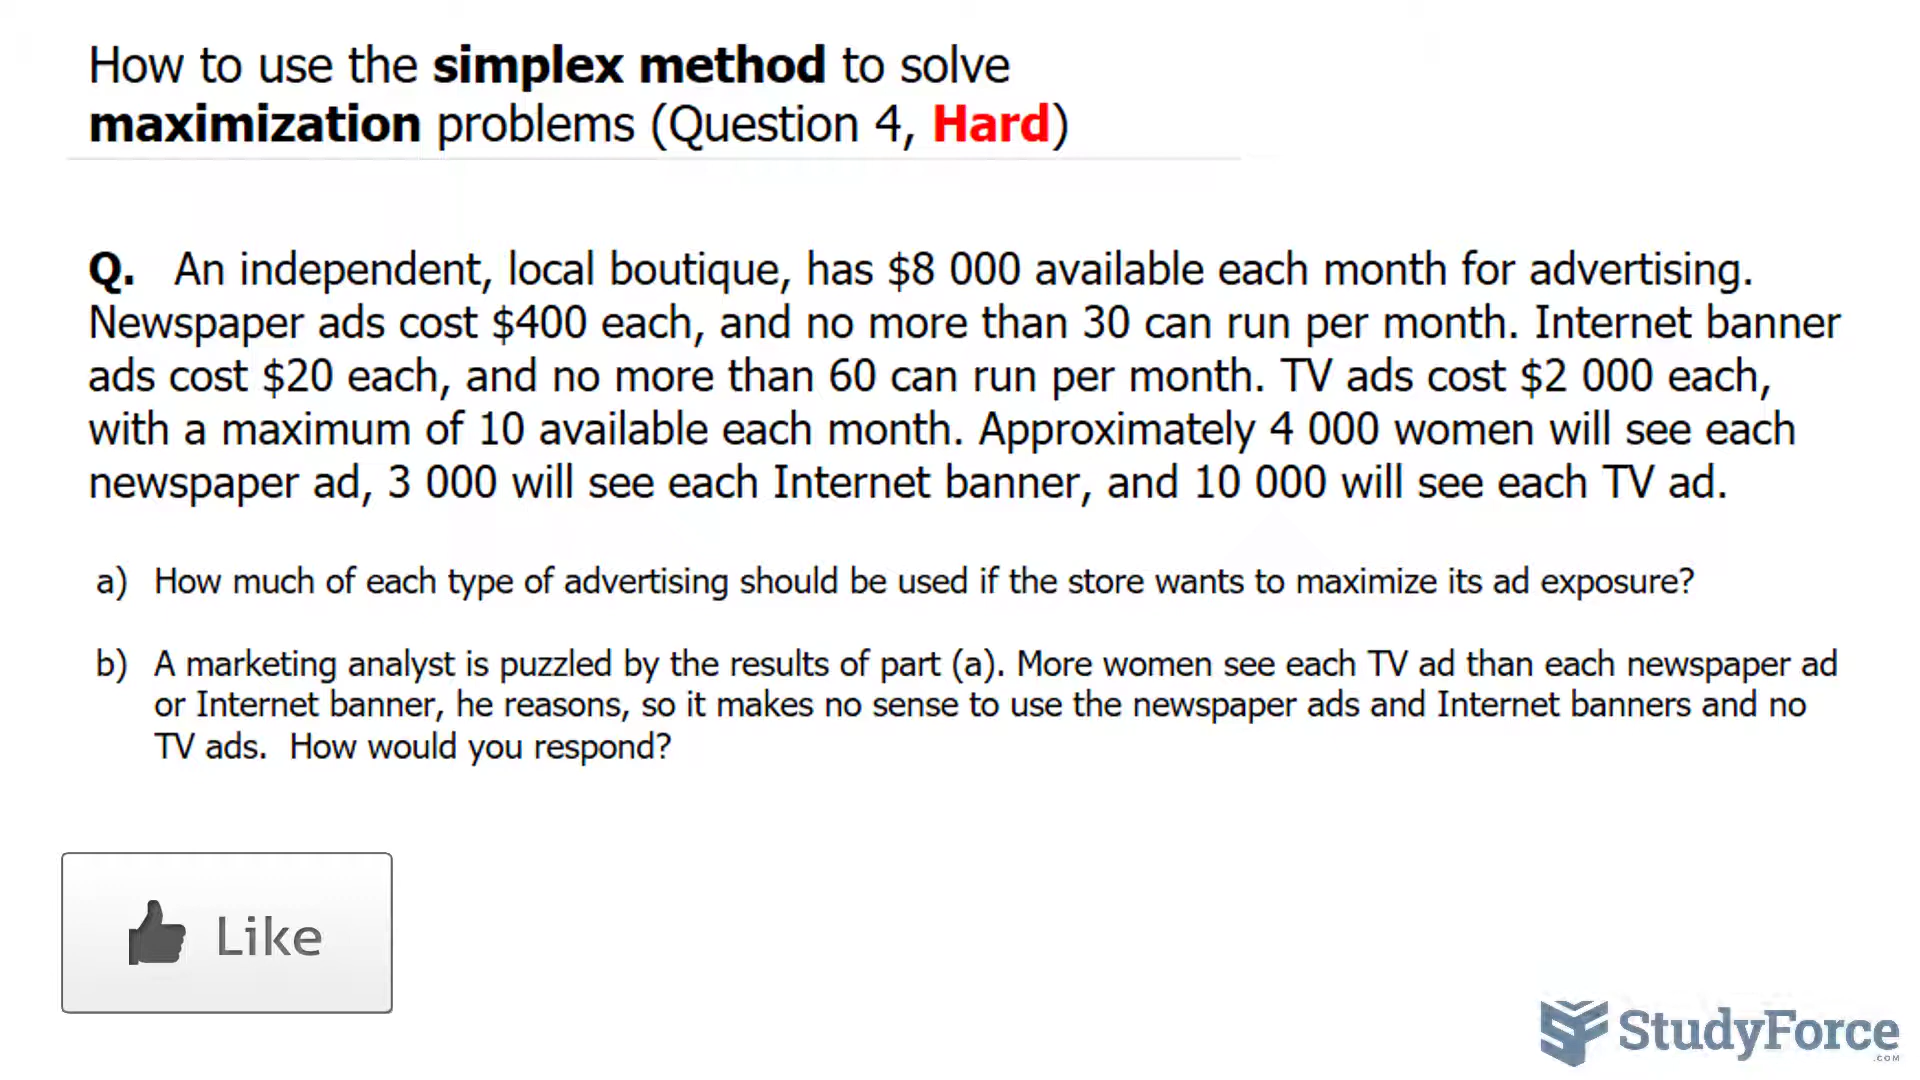 How to use the simplex method to solve
maximization problems (Question 4, Hard)
Q. An independent, local boutique, has $8 000 available each month for advertising.
Newspaper ads cost $400 each, and no more than 30 can run per month. Internet banner
ads cost $20 each, and no more than 60 can run per month. TV ads cost $2 000 each,
with a maximum of 10 available each month. Approximately 4 000 women will see each
newspaper ad, 3 000 will see each Internet banner, and 10 000 will see each TV ad.
a) How much of each type of advertising should be used if the store wants to maximize its ad exposure?
b) A marketing analyst is puzzled by the results of part (a). More women see each TV ad than each newspaper ad
or Internet banner, he reasons, so it makes no sense to use the newspaper ads and Internet banners and no
TV ads. How would you respond?
Like
StudyForce
.COM